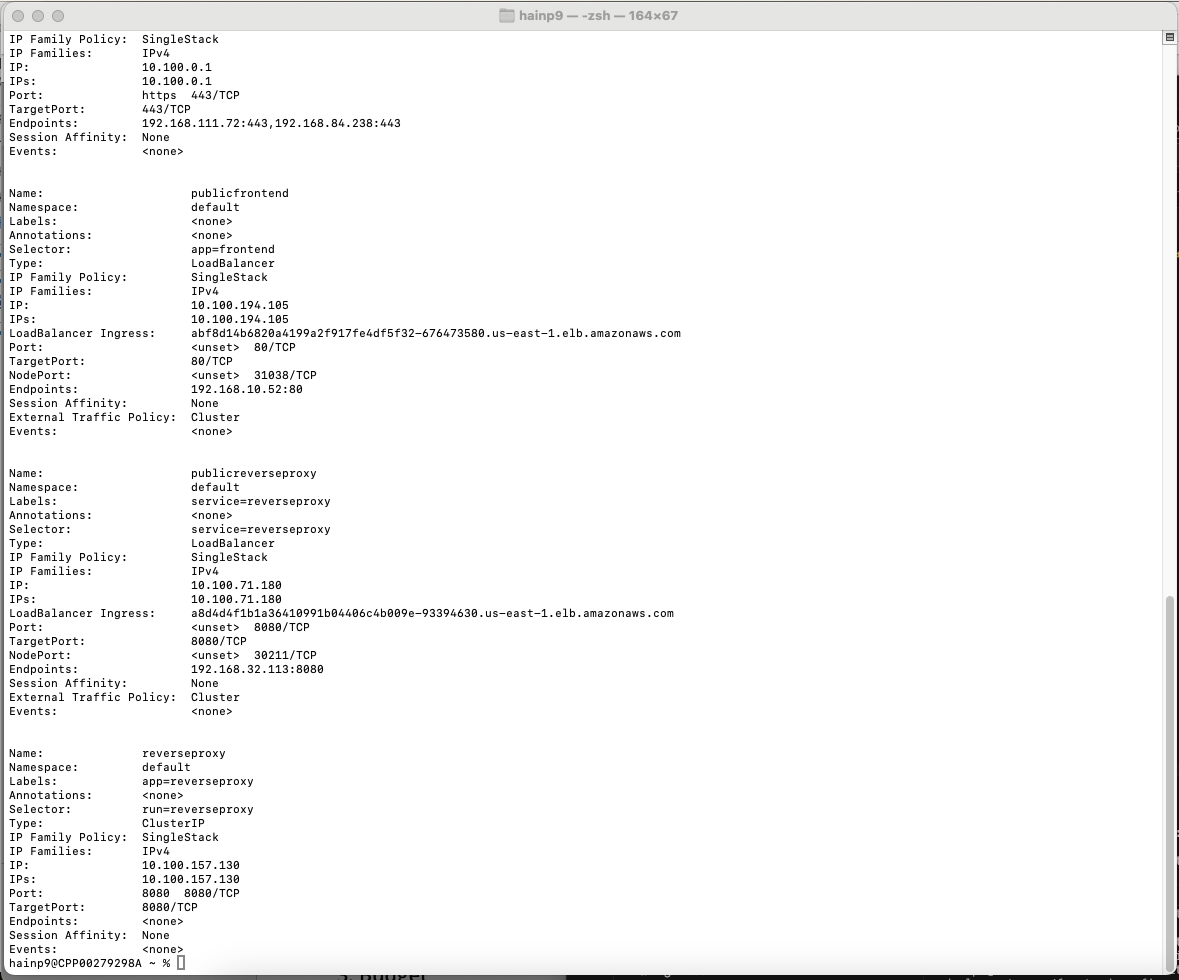 hainp9 — -zsh — 164×67
IP Family Policy:  SingleStack
IP Families:       IPv4
IP:                10.100.0.1
IPs:               10.100.0.1
Port:              https  443/TCP
TargetPort:        443/TCP
Endpoints:         192.168.111.72:443,192.168.84.238:443
Session Affinity:  None
Events:            <none>
Name:                     publicfrontend
Namespace:                default
Labels:                   <none>
Annotations:              <none>
Selector:                 app=frontend
Type:                     LoadBalancer
IP Family Policy:         SingleStack
IP Families:              IPv4
IP:                       10.100.194.105
IPs:                      10.100.194.105
LoadBalancer Ingress:     abf8d14b6820a4199a2f917fe4df5f32-676473580.us-east-1.elb.amazonaws.com
Port:                     <unset>  80/TCP
TargetPort:               80/TCP
NodePort:                 <unset>  31038/TCP
Endpoints:                192.168.10.52:80
Session Affinity:         None
External Traffic Policy:  Cluster
Events:                   <none>
Name:                     publicreverseproxy
Namespace:                default
Labels:                   service=reverseproxy
Annotations:              <none>
Selector:                 service=reverseproxy
Type:                     LoadBalancer
IP Family Policy:         SingleStack
IP Families:              IPv4
IP:                       10.100.71.180
IPs:                      10.100.71.180
LoadBalancer Ingress:     a8d4d4f1b1a36410991b04406c4b009e-93394630.us-east-1.elb.amazonaws.com
Port:                     <unset>  8080/TCP
TargetPort:               8080/TCP
NodePort:                 <unset>  30211/TCP
Endpoints:                192.168.32.113:8080
Session Affinity:         None
External Traffic Policy:  Cluster
Events:                   <none>
Name:              reverseproxy
Namespace:         default
Labels:            app=reverseproxy
Annotations:       <none>
Selector:          run=reverseproxy
Type:              ClusterIP
IP Family Policy:  SingleStack
IP Families:       IPv4
IP:                10.100.157.130
IPs:               10.100.157.130
Port:              8080  8080/TCP
TargetPort:        8080/TCP
Endpoints:         <none>
Session Affinity:  None
Events:            <none>
hainp9@CPP00279298A ~ %